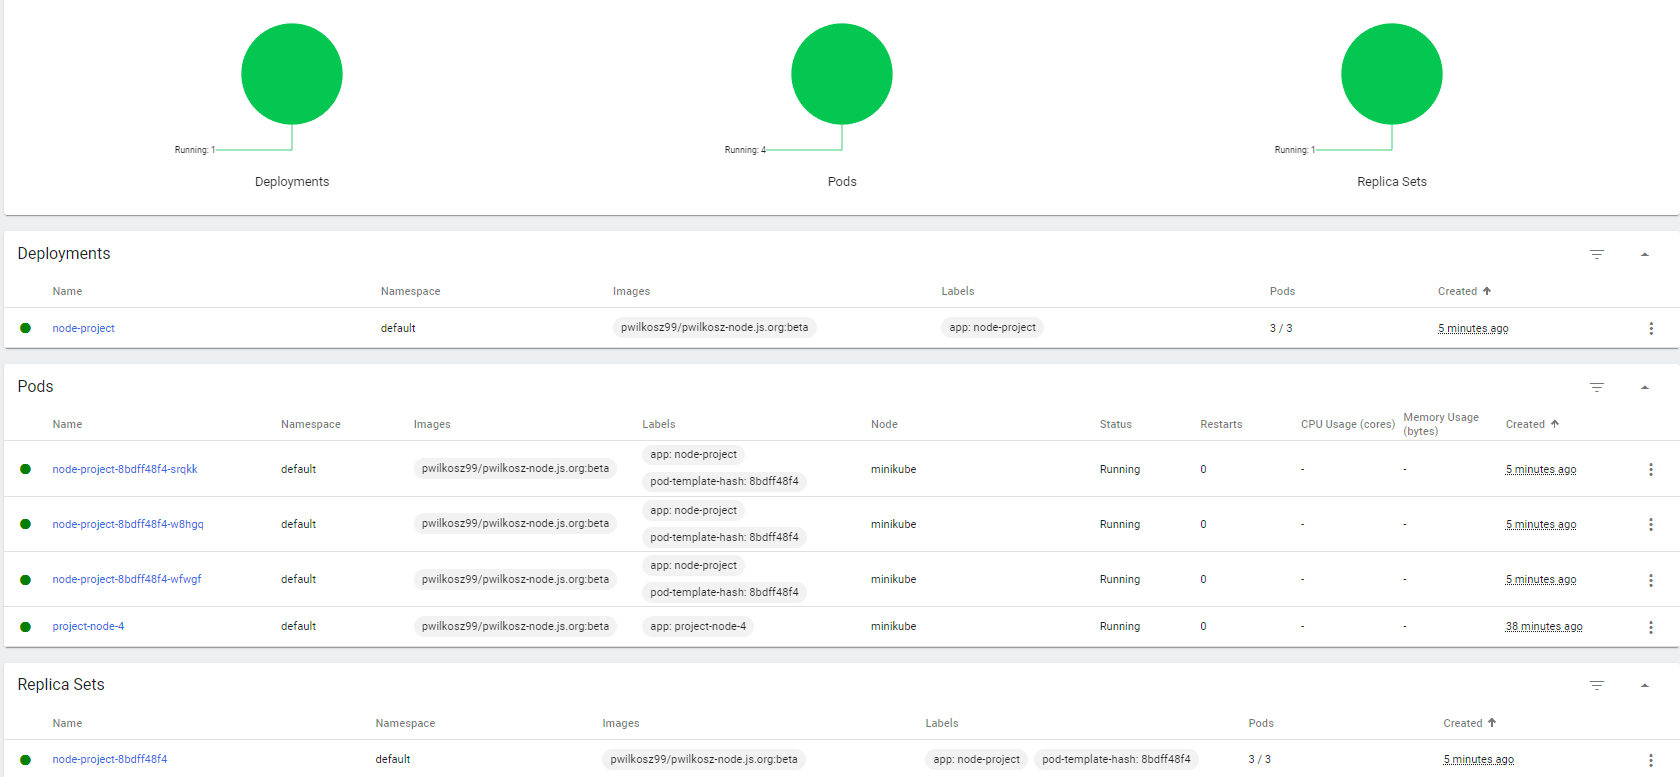 Running: 1
Running: 4
Running: 1
Deployments
Pods
Replica Sets
Deployments
Name Namespace Images Labels Pods Created
node-project default pwilkosz99/pwilkosz-node.js.org:beta app: node-project 3 / 3 5 minutes ago
Pods
Name Namespace Images Labels Node Status Restarts CPU Usage (cores) Memory Usage (bytes) Created
app: node-project
node-project-8bdff48f4-srqkk default pwilkosz99/pwilkosz-node.js.org:beta minikube Running 0 - - 5 minutes ago
pod-template-hash: 8bdff48f4
app: node-project
node-project-8bdff48f4-w8hgq default pwilkosz99/pwilkosz-node.js.org:beta minikube Running 0 - - 5 minutes ago
pod-template-hash: 8bdff48f4
app: node-project
node-project-8bdff48f4-wfwgf default pwilkosz99/pwilkosz-node.js.org:beta minikube Running 0 - - 5 minutes ago
pod-template-hash: 8bdff48f4
project-node-4 default pwilkosz99/pwilkosz-node.js.org:beta app: project-node-4 minikube Running 0 - - 38 minutes ago
Replica Sets
Name Namespace Images Labels Pods Created
node-project-8bdff48f4 default pwilkosz99/pwilkosz-node.js.org:beta app: node-project pod-template-hash: 8bdff48f4 3 / 3 5 minutes ago